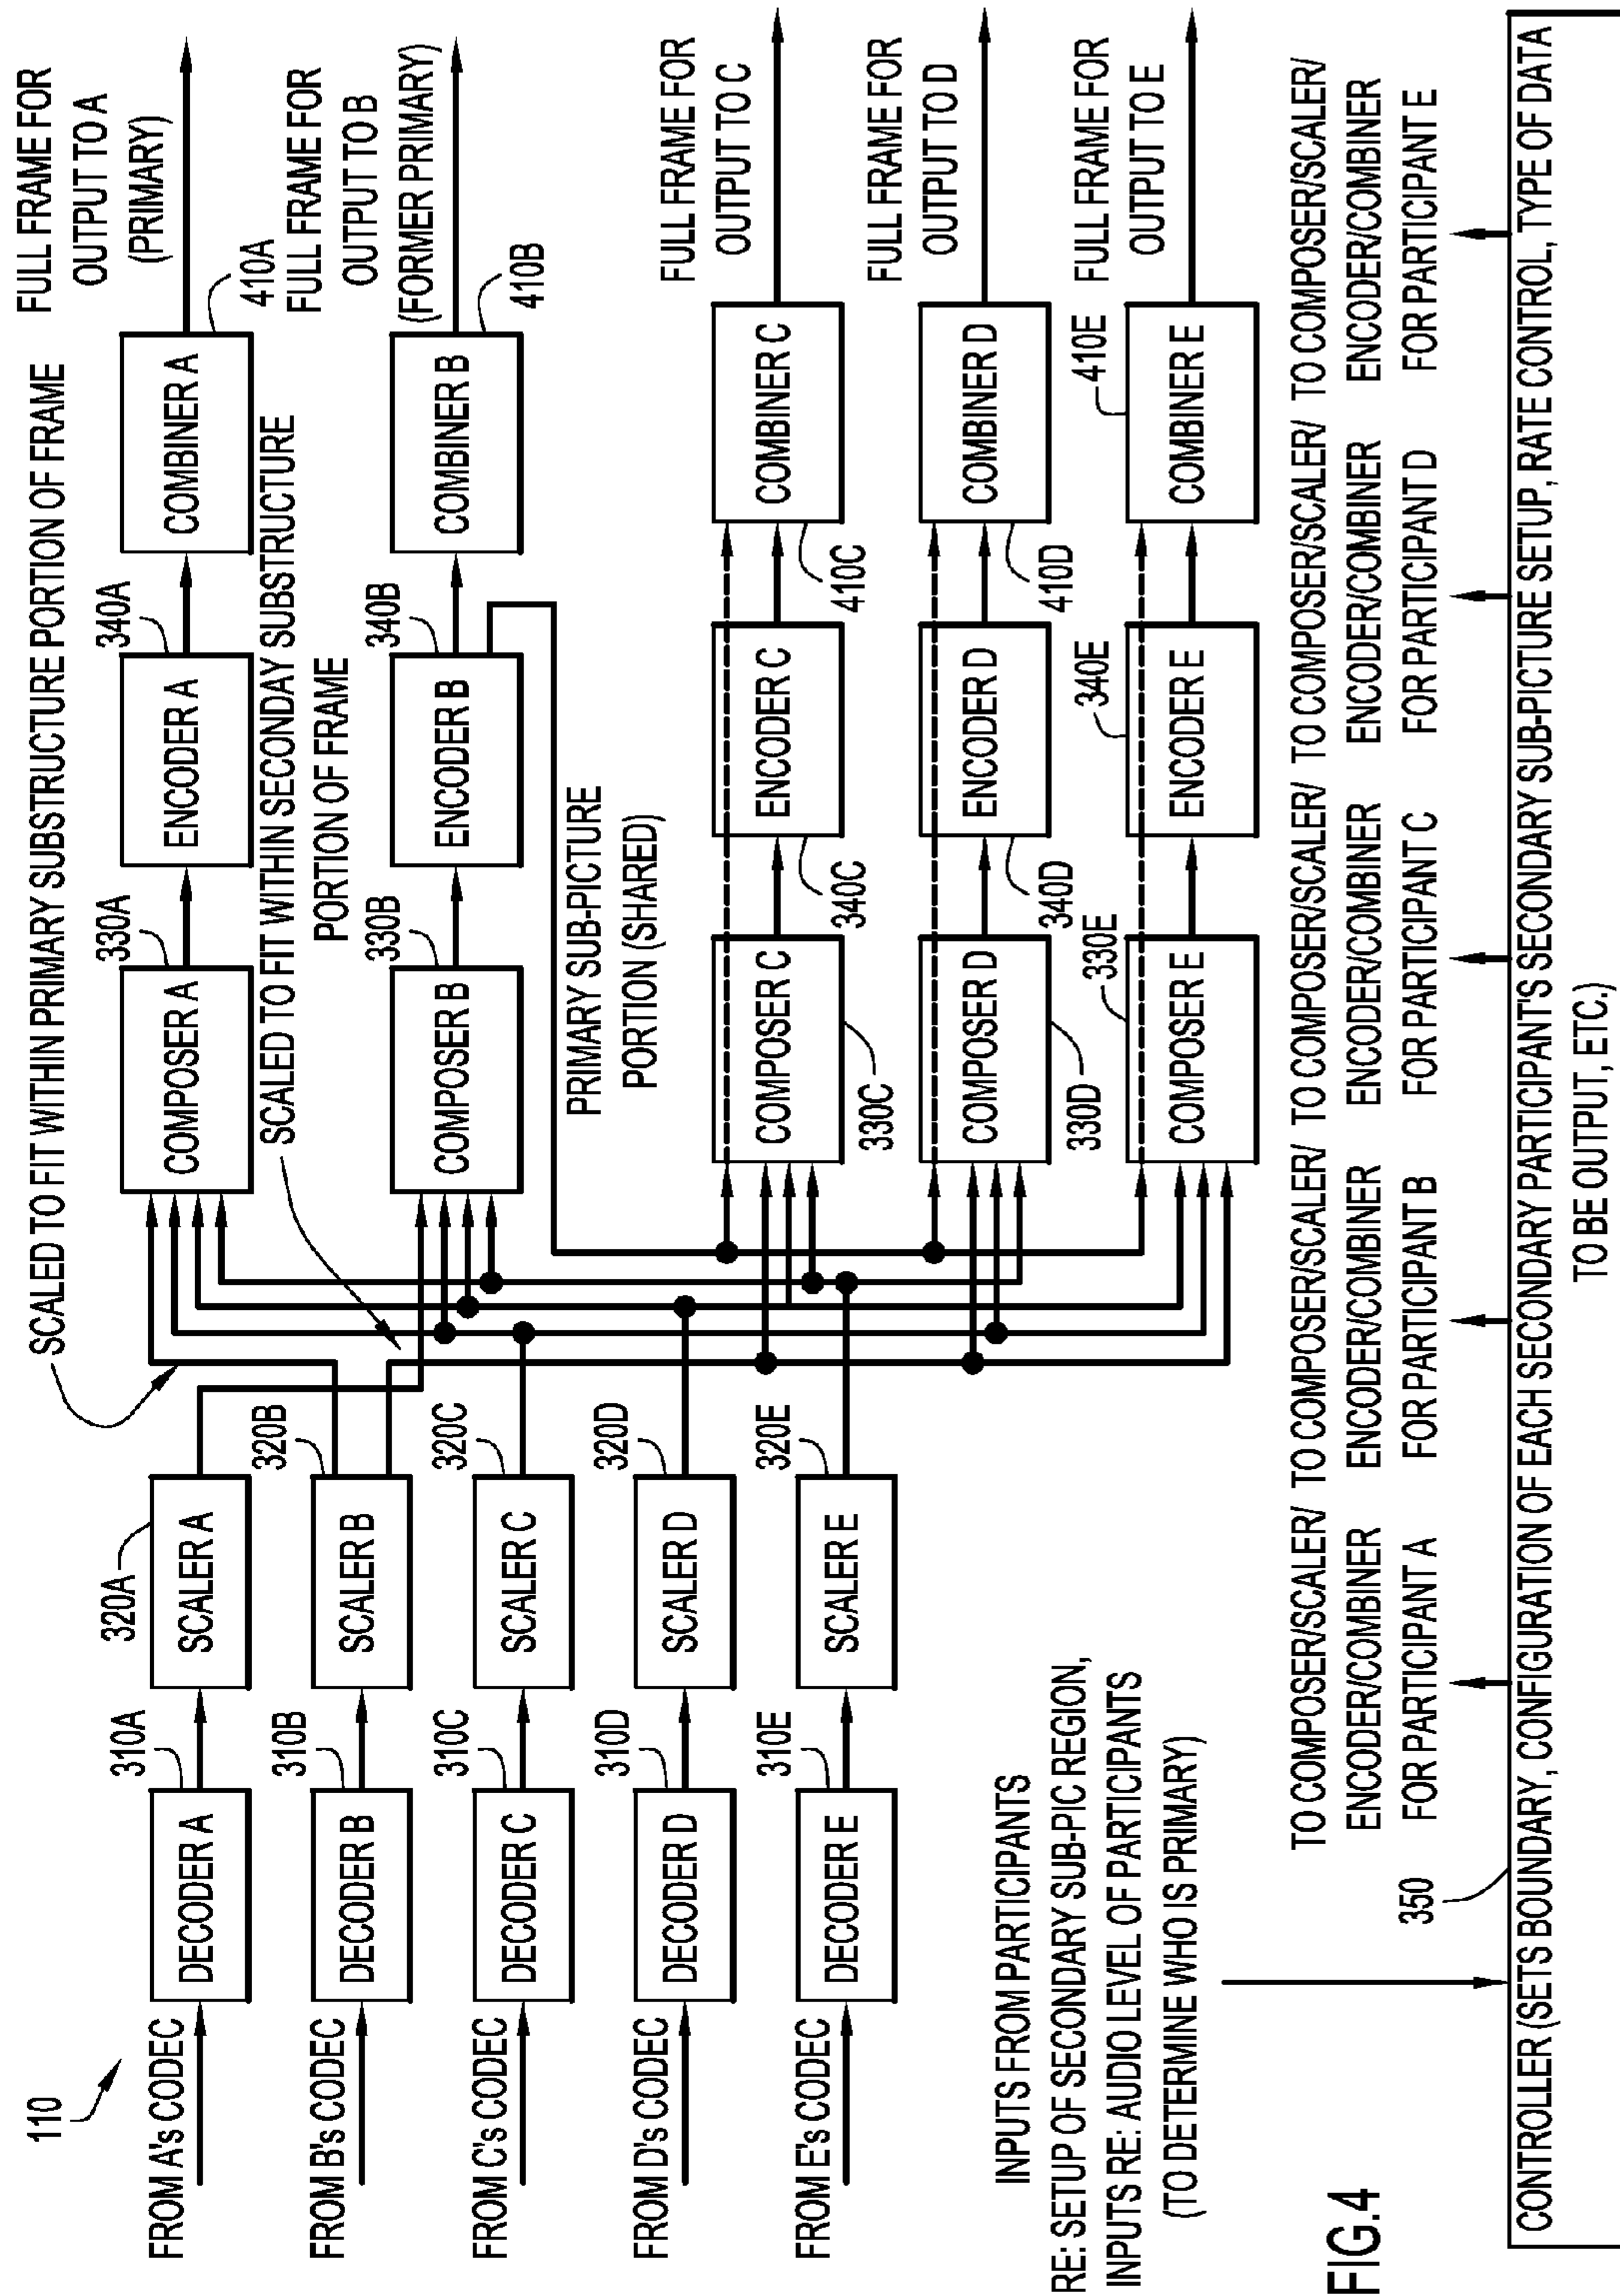 110
FROM A's CODEC
DECODER A
310A
SCALER A
320A
FROM B's CODEC
DECODER B
310B
SCALER B
320B
FROM C's CODEC
DECODER C
310C
SCALER C
320C
FROM D's CODEC
DECODER D
310D
SCALER D
320D
FROM E's CODEC
DECODER E
310E
SCALER E
320E
SCALED TO FIT WITHIN PRIMARY SUBSTRUCTURE PORTION OF FRAME
COMPOSER A
330A
ENCODER A
340A
COMBINER A
410A
FULL FRAME FOR
OUTPUT TO A
(PRIMARY)
SCALED TO FIT WITHIN SECONDAY SUBSTRUCTURE
PORTION OF FRAME
COMPOSER B
330B
ENCODER B
340B
COMBINER B
410B
FULL FRAME FOR
OUTPUT TO B
(FORMER PRIMARY)
PRIMARY SUB-PICTURE
PORTION (SHARED)
COMPOSER C
330C
ENCODER C
340C
COMBINER C
410C
FULL FRAME FOR
OUTPUT TO C
COMPOSER D
330D
ENCODER D
340D
COMBINER D
410D
FULL FRAME FOR
OUTPUT TO D
COMPOSER E
330E
ENCODER E
340E
COMBINER E
410E
FULL FRAME FOR
OUTPUT TO E
INPUTS FROM PARTICIPANTS
RE: SETUP OF SECONDARY SUB-PIC REGION,
INPUTS RE: AUDIO LEVEL OF PARTICIPANTS
(TO DETERMINE WHO IS PRIMARY)
TO COMPOSER/SCALER/
ENCODER/COMBINER
FOR PARTICIPANT A
TO COMPOSER/SCALER/
ENCODER/COMBINER
FOR PARTICIPANT B
TO COMPOSER/SCALER/
ENCODER/COMBINER
FOR PARTICIPANT C
TO COMPOSER/SCALER/
ENCODER/COMBINER
FOR PARTICIPANT D
TO COMPOSER/SCALER/
ENCODER/COMBINER
FOR PARTICIPANT E
350
CONTROLLER (SETS BOUNDARY, CONFIGURATION OF EACH SECONDARY PARTICIPANT'S SECONDARY SUB-PICTURE SETUP, RATE CONTROL, TYPE OF DATA
TO BE OUTPUT, ETC.)
FIG.4